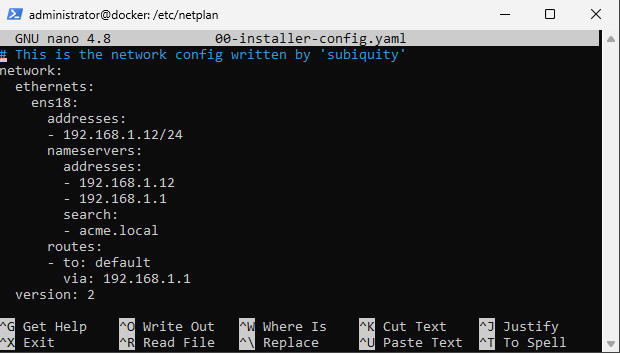 administrator@docker: /etc/netplan
GNU nano 4.8 00-installer-config.yaml
# This is the network config written by 'subiquity'
network:
  ethernets:
    ens18:
      addresses:
      - 192.168.1.12/24
      nameservers:
        addresses:
        - 192.168.1.12
        - 192.168.1.1
        search:
        - acme.local
      routes:
      - to: default
        via: 192.168.1.1
  version: 2
^G Get Help ^O Write Out ^W Where Is ^K Cut Text ^J Justify
^X Exit ^R Read File ^\ Replace ^U Paste Text ^T To Spell